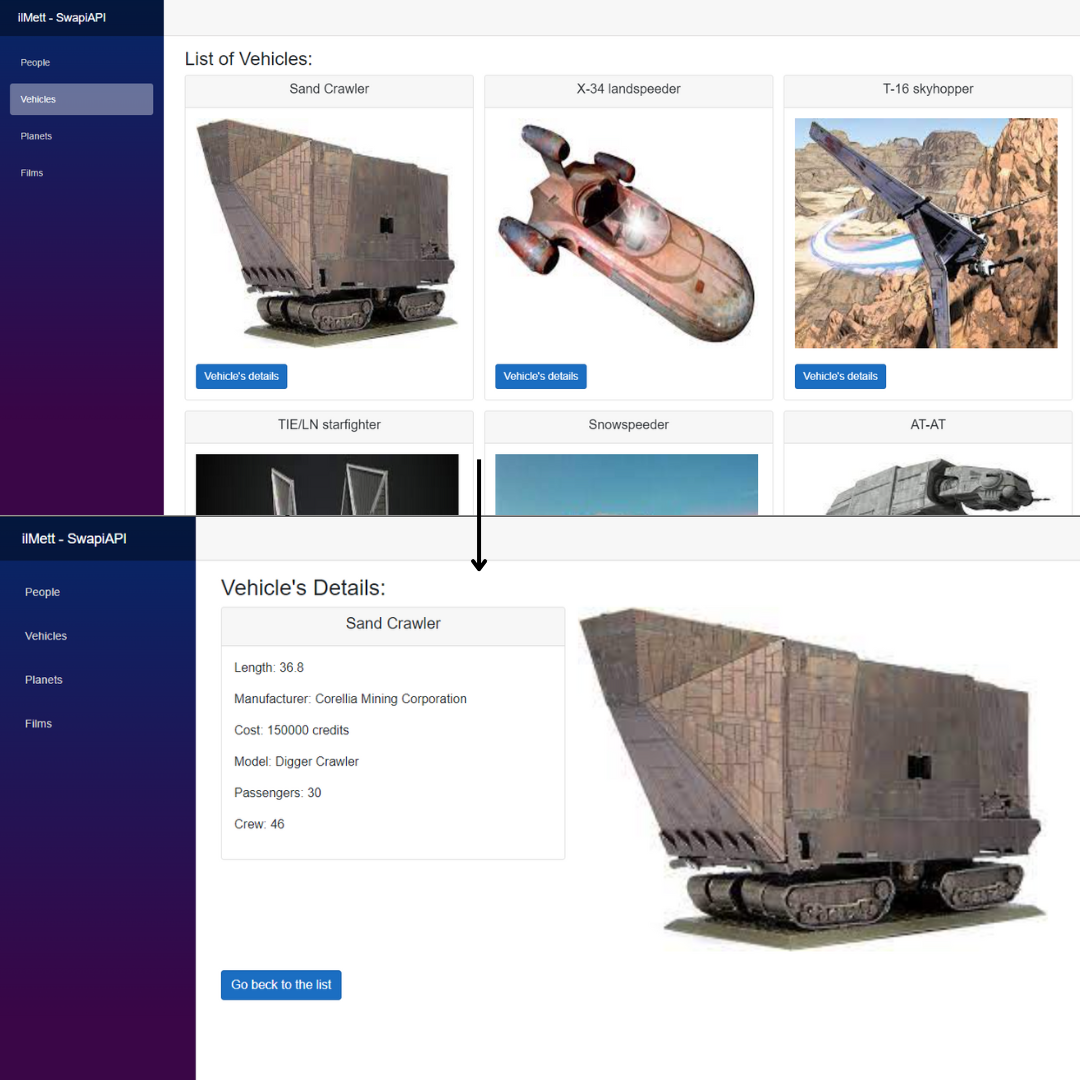 ilMett - SwapiAPI
People
Vehicles
Planets
Films
List of Vehicles:
Sand Crawler
X-34 landspeeder
T-16 skyhopper
Vehicle's details
Vehicle's details
Vehicle's details
TIE/LN starfighter
Snowspeeder
AT-AT
ilMett - SwapiAPI
People
Vehicles
Planets
Films
Vehicle's Details:
Sand Crawler
Length: 36.8
Manufacturer: Corellia Mining Corporation
Cost: 150000 credits
Model: Digger Crawler
Passengers: 30
Crew: 46
Go beck to the list